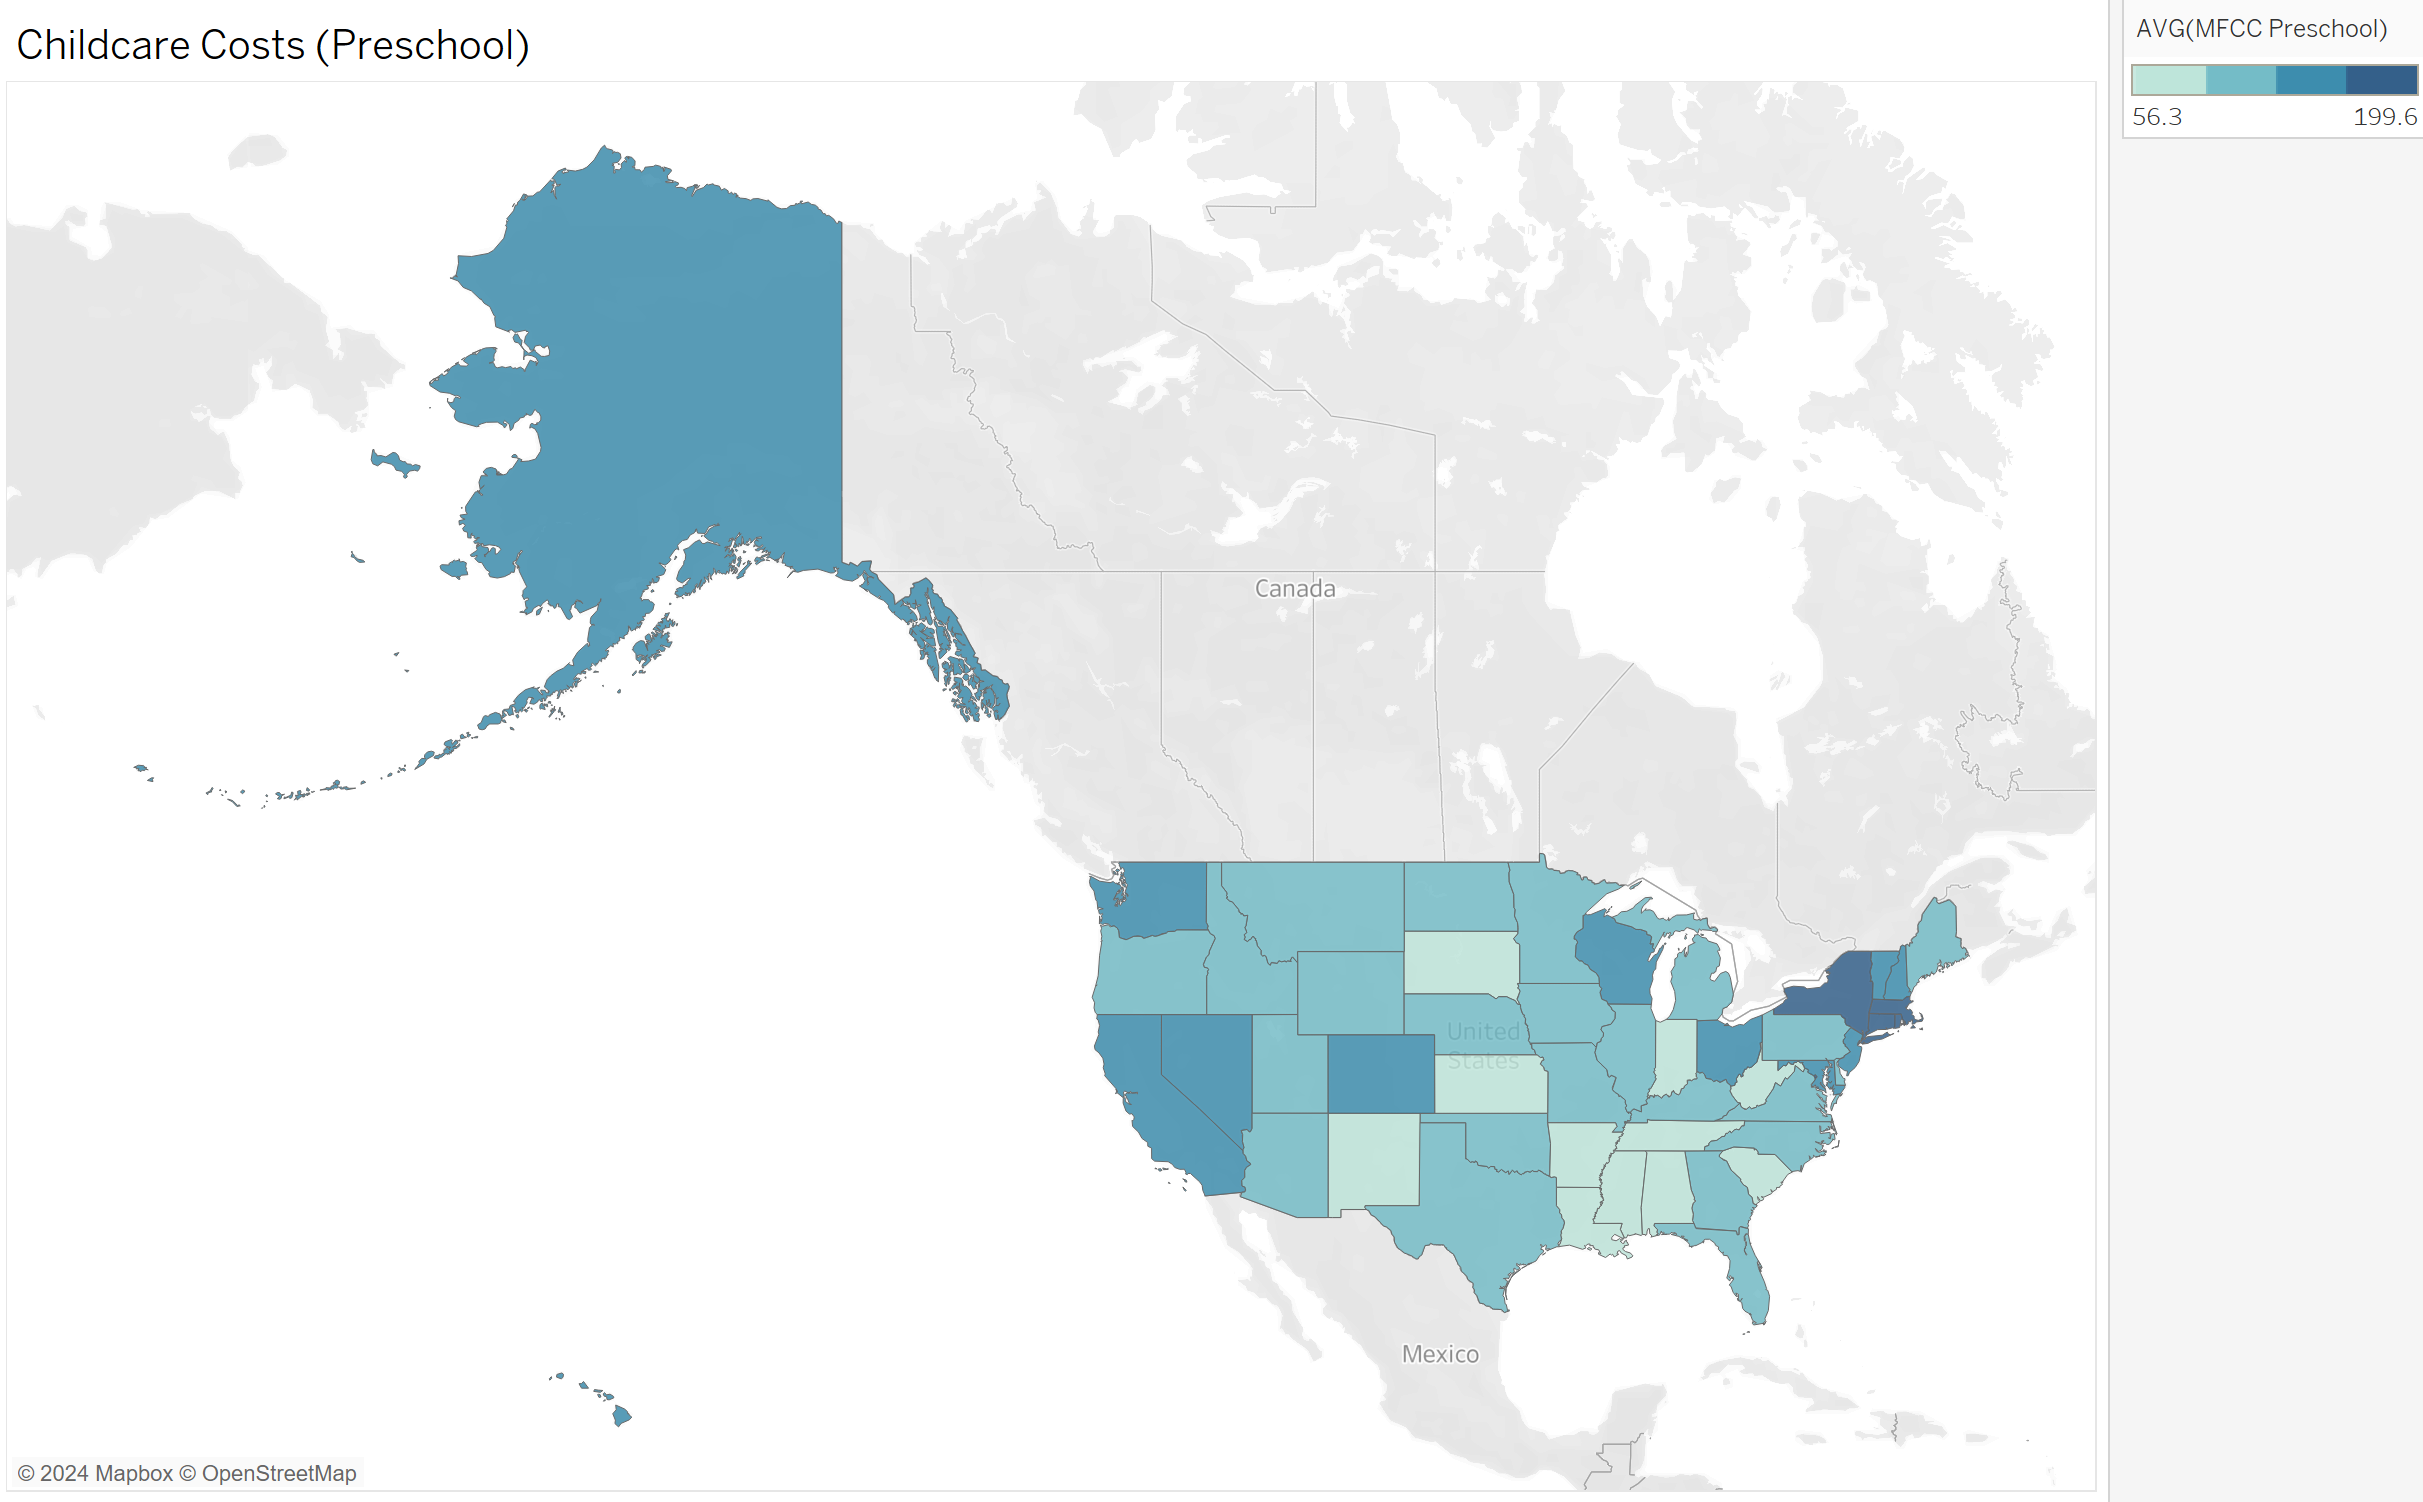 Childcare Costs (Preschool)
AVG(MFCC Preschool)
56.3 199.6
Canada
United
States
Mexico
© 2024 Mapbox © OpenStreetMap